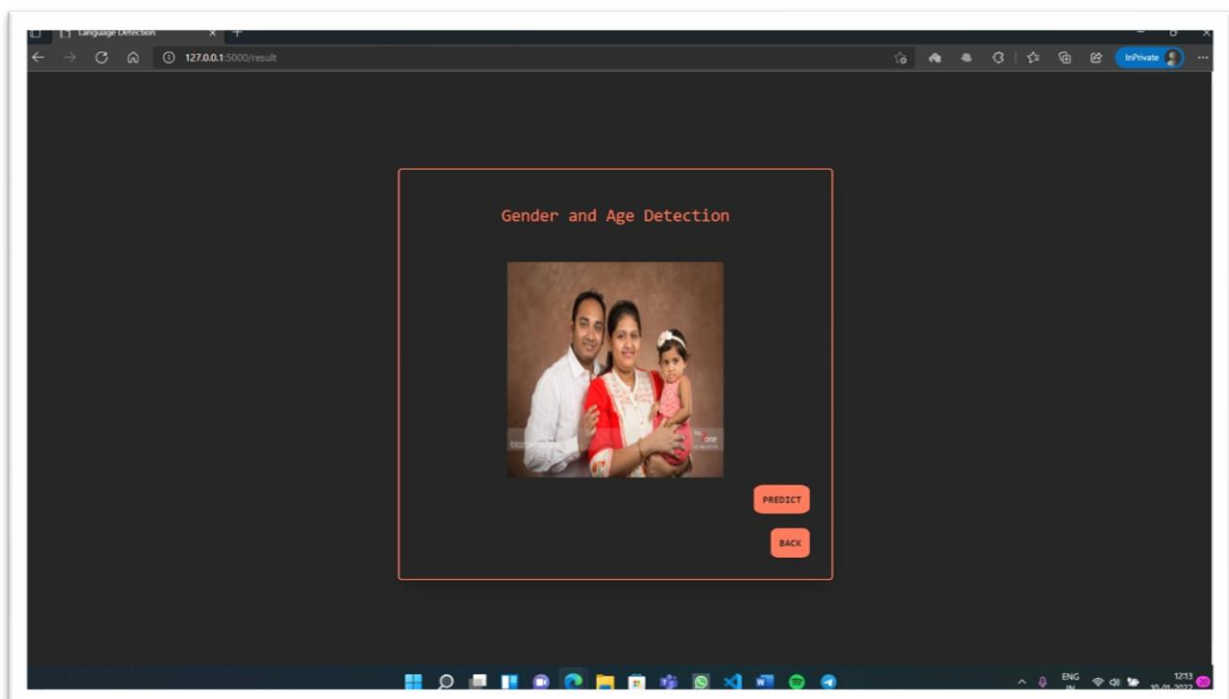 Language Detection
127.0.0.1:5000/result
InPrivate
Gender and Age Detection
one
PREDICT
BACK
ENG
IN
12:13
10-01-2022